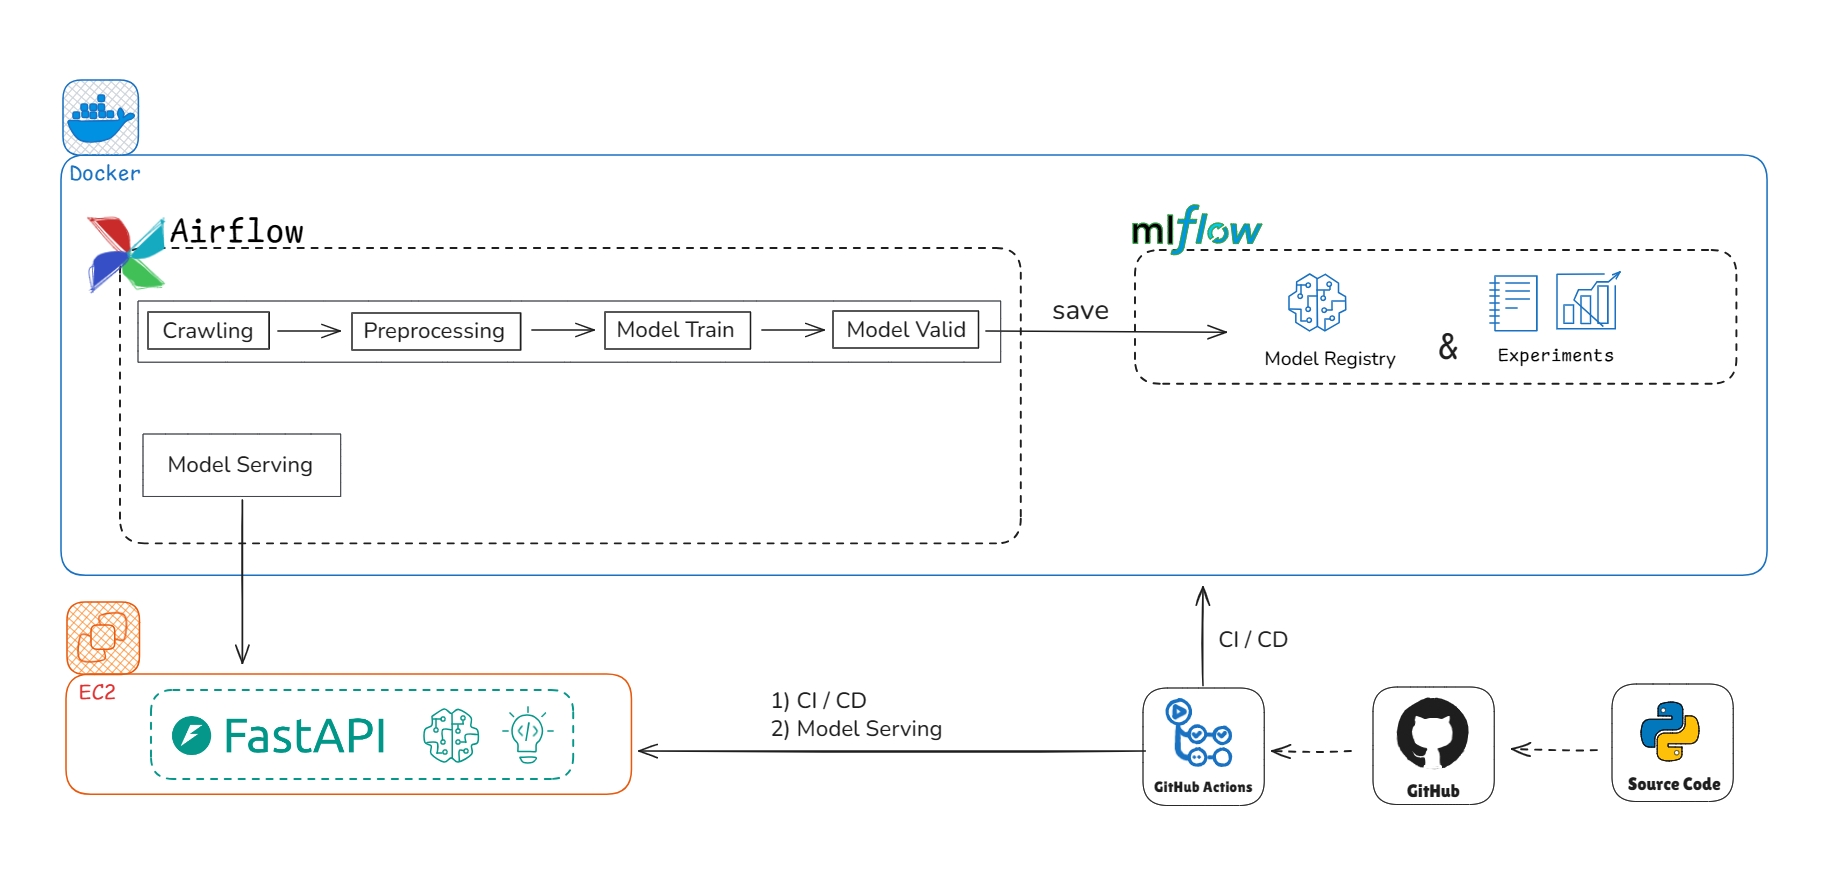 Docker
Airflow
mlflow
Crawling
Preprocessing
Model Train
Model Valid
save
Model Registry
&
Experiments
Model Serving
CI / CD
EC2
FastAPI
1) CI / CD
2) Model Serving
GitHub Actions
GitHub
Source Code